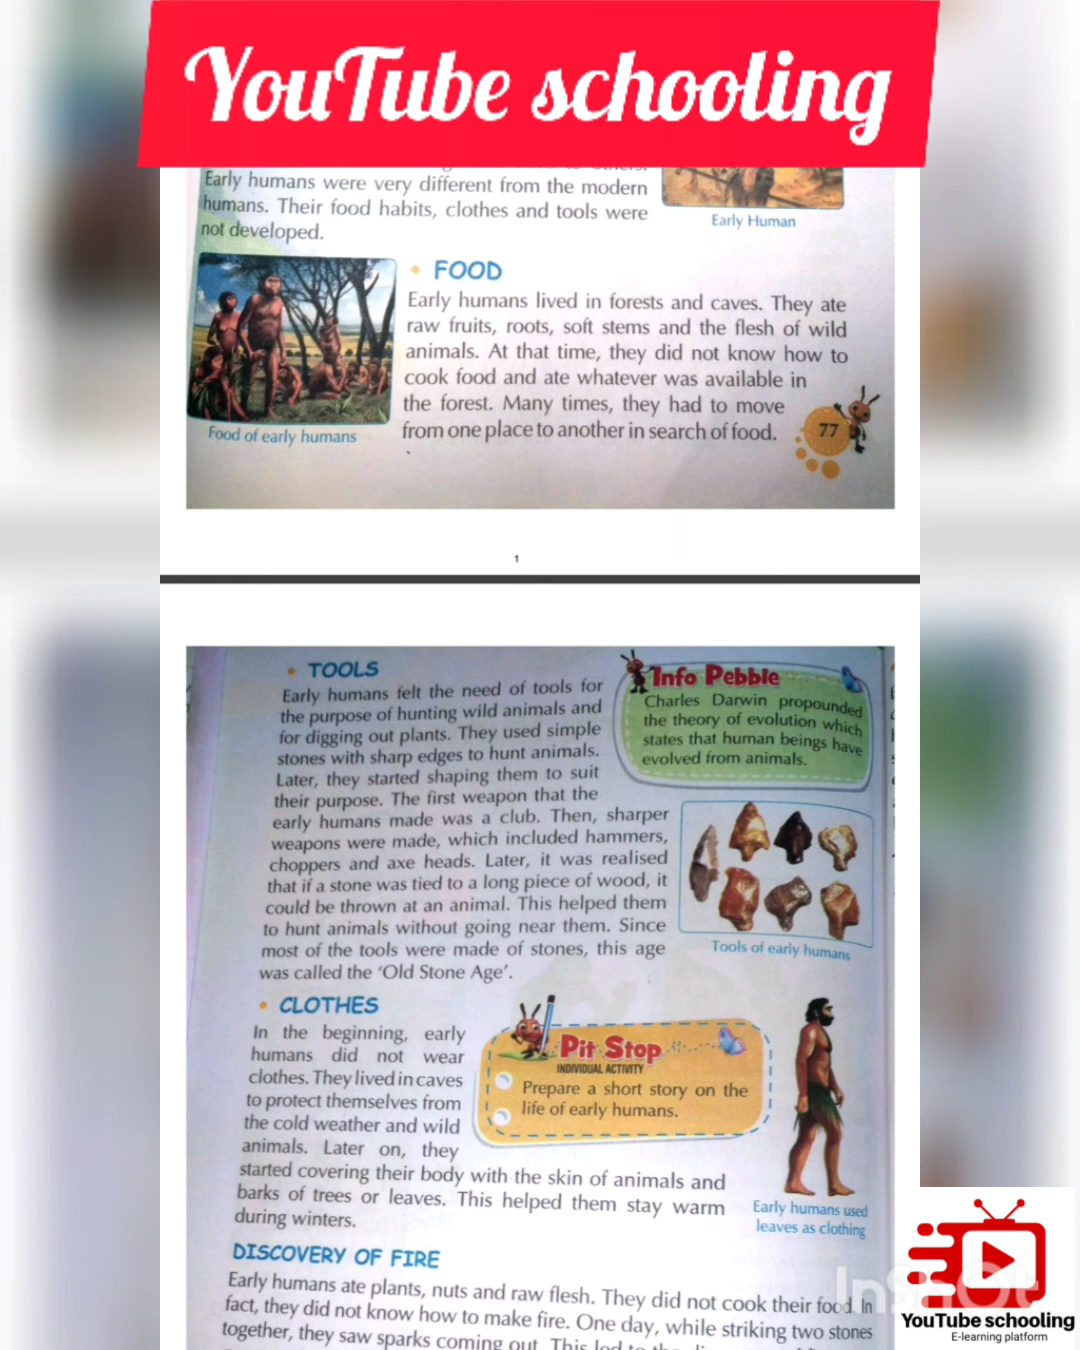 YouTube schooling
Early humans were very different from the modern
humans. Their food habits, clothes and tools were
not developed.
Early Human
• FOOD
Early humans lived in forests and caves. They ate
raw fruits, roots, soft stems and the flesh of wild
animals. At that time, they did not know how to
cook food and ate whatever was available in
the forest. Many times, they had to move
from one place to another in search of food.
Food of early humans
77
1
• TOOLS
Early humans felt the need of tools for
the purpose of hunting wild animals and
for digging out plants. They used simple
stones with sharp edges to hunt animals.
Later, they started shaping them to suit
their purpose. The first weapon that the
early humans made was a club. Then, sharper
weapons were made, which included hammers,
choppers and axe heads. Later, it was realised
that if a stone was tied to a long piece of wood, it
could be thrown at an animal. This helped them
to hunt animals without going near them. Since
most of the tools were made of stones, this age
was called the ‘Old Stone Age’.
Info Pebble
Charles Darwin propounded
the theory of evolution which
states that human beings have
evolved from animals.
Tools of early humans
• CLOTHES
In the beginning, early
humans did not wear
clothes. They lived in caves
to protect themselves from
the cold weather and wild
animals. Later on, they
started covering their body with the skin of animals and
barks of trees or leaves. This helped them stay warm
during winters.
Pit Stop
INDIVIDUAL ACTIVITY
Prepare a short story on the
life of early humans.
Early humans used
leaves as clothing
DISCOVERY OF FIRE
Early humans ate plants, nuts and raw flesh. They did not cook their food. In
fact, they did not know how to make fire. One day, while striking two stones
together, they saw sparks coming out. This led to the
InShOt
YouTube schooling
E-learning platform